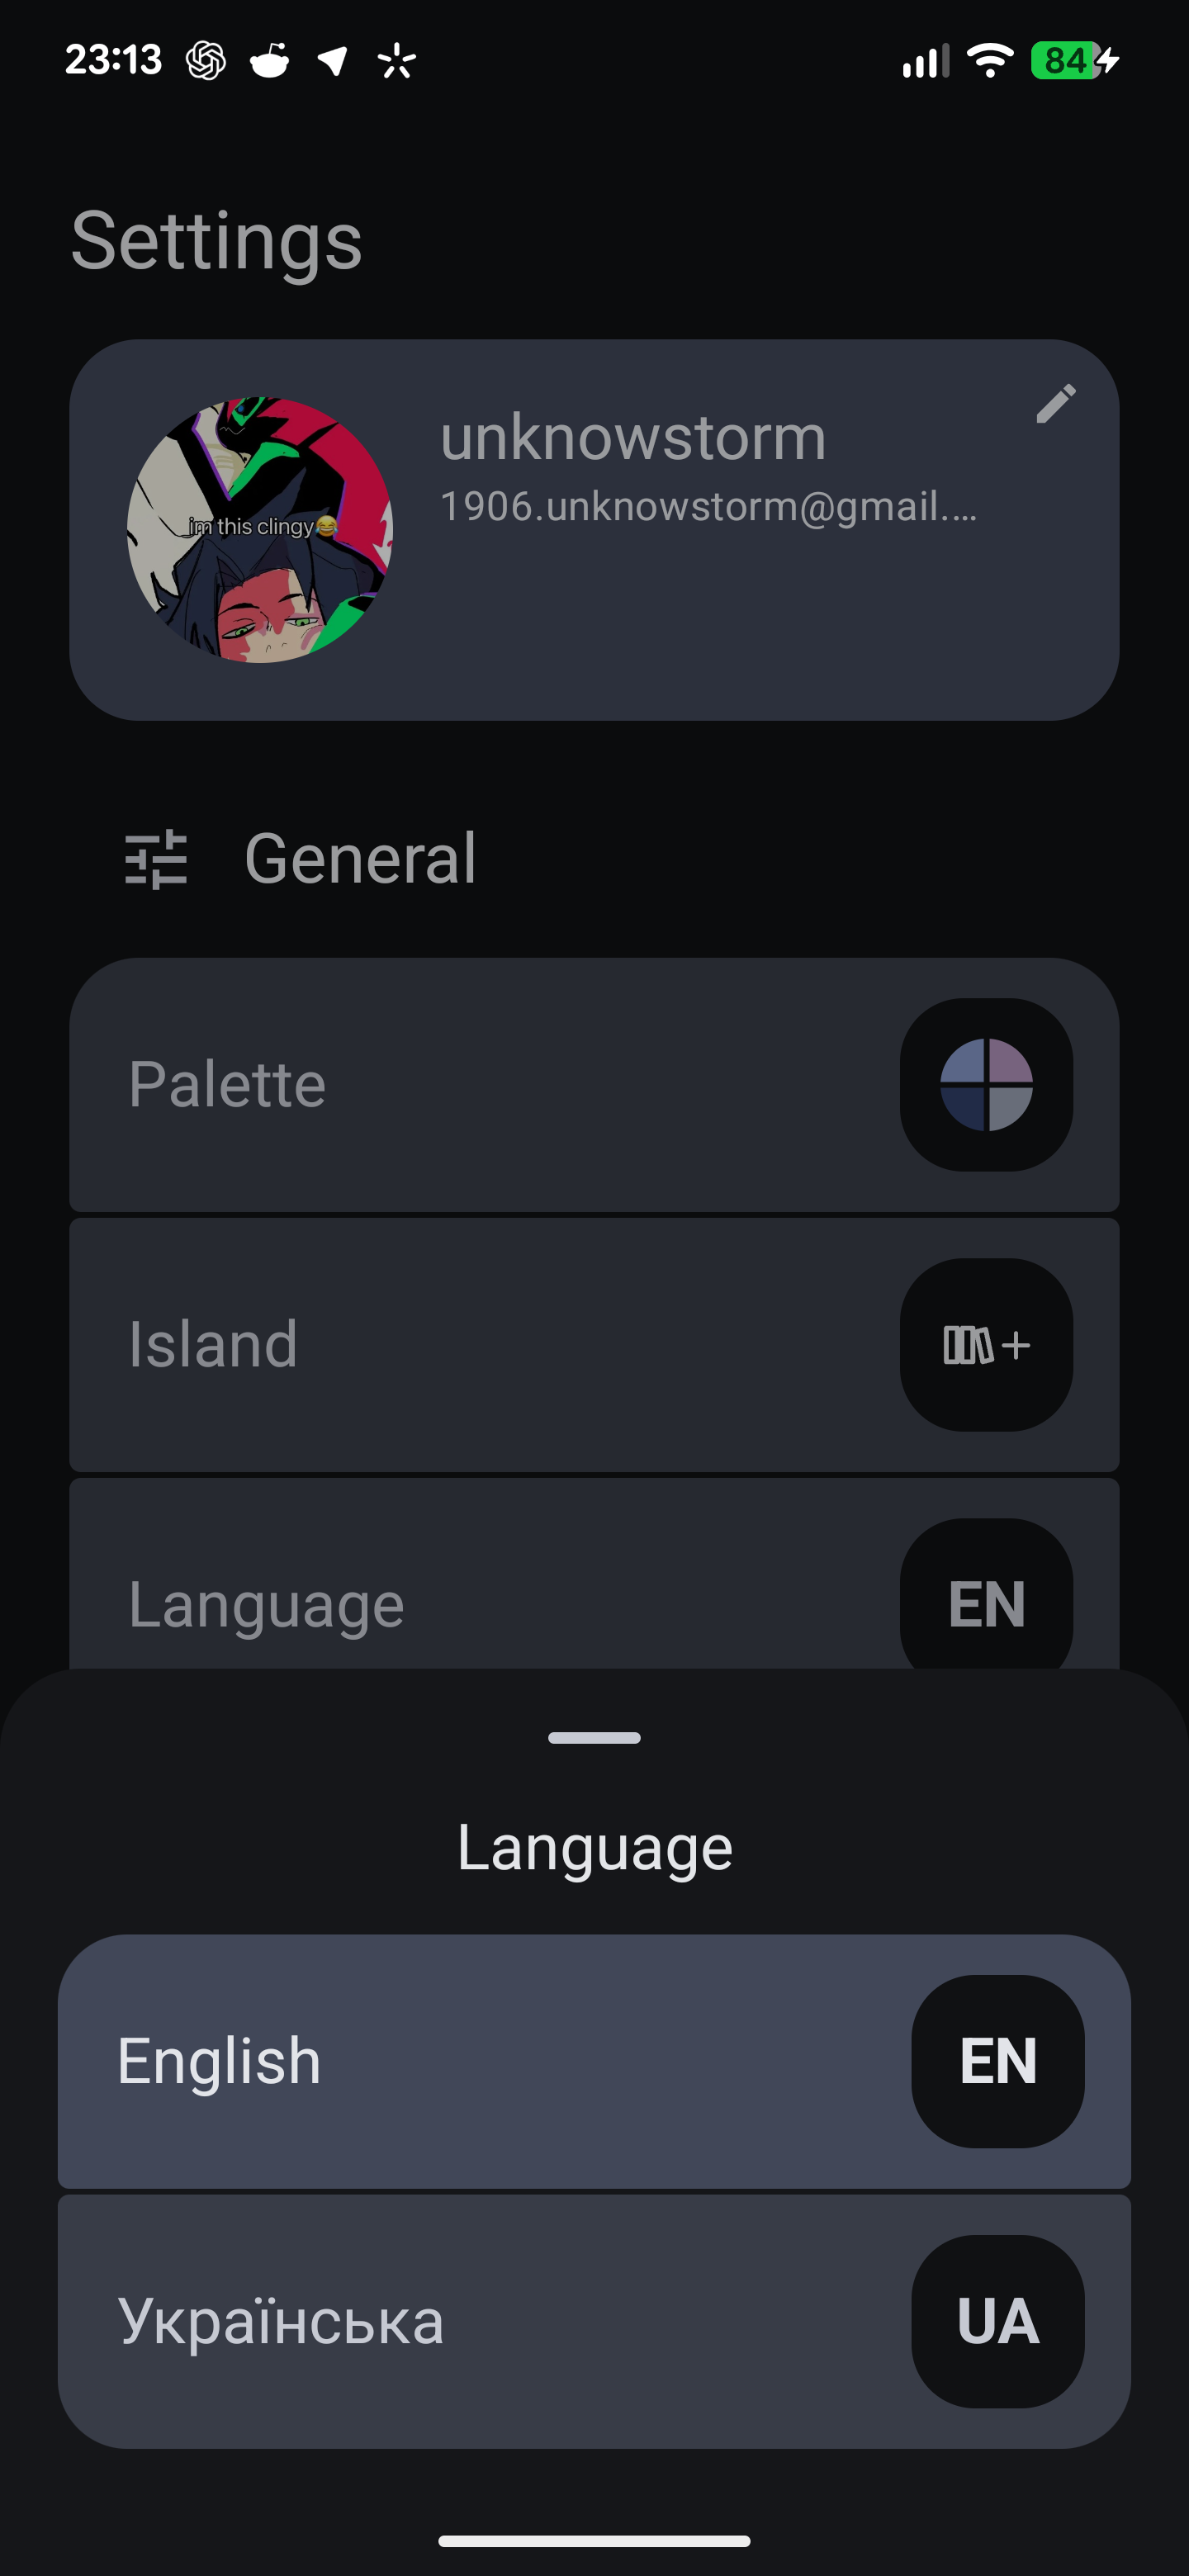 23:13
84
Settings
unknowstorm
1906.unknowstorm@gmail....
im this clingy😂
General
Palette
Island
Language
EN
Language
English
EN
Українська
UA